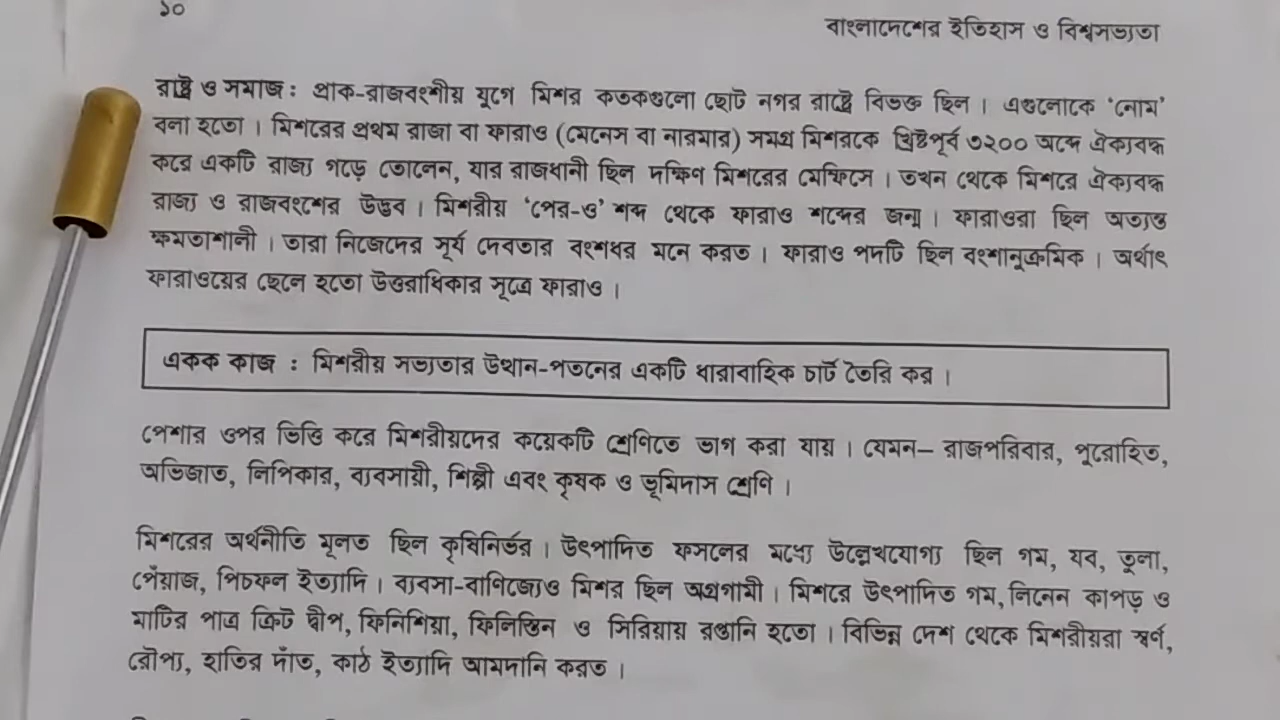 ১০
বাংলাদেশের ইতিহাস ও বিশ্বসভ্যতা
রাষ্ট্র ও সমাজ : প্রাক-রাজবংশীয় যুগে মিশর কতকগুলো ছোট নগর রাষ্ট্রে বিভক্ত ছিল । এগুলোকে ‘নোম’
বলা হতো । মিশরের প্রথম রাজা বা ফারাও (মেনেস বা নারমার) সমগ্র মিশরকে খ্রিষ্টপূর্ব ৩২০০ অব্দে ঐক্যবদ্ধ
করে একটি রাজ্য গড়ে তোলেন, যার রাজধানী ছিল দক্ষিণ মিশরের মেম্ফিসে । তখন থেকে মিশরে ঐক্যবদ্ধ
রাজ্য ও রাজবংশের উদ্ভব । মিশরীয় ‘পের-ও’ শব্দ থেকে ফারাও শব্দের জন্ম । ফারাওরা ছিল অত্যন্ত
ক্ষমতাশালী । তারা নিজেদের সূর্য দেবতার বংশধর মনে করত । ফারাও পদটি ছিল বংশানুক্রমিক । অর্থাৎ
ফারাওয়ের ছেলে হতো উত্তরাধিকার সূত্রে ফারাও ।
একক কাজ : মিশরীয় সভ্যতার উত্থান-পতনের একটি ধারাবাহিক চার্ট তৈরি কর ।
পেশার ওপর ভিত্তি করে মিশরীয়দের কয়েকটি শ্রেণিতে ভাগ করা যায় । যেমন– রাজপরিবার, পুরোহিত,
অভিজাত, লিপিকার, ব্যবসায়ী, শিল্পী এবং কৃষক ও ভূমিদাস শ্রেণি ।
মিশরের অর্থনীতি মূলত ছিল কৃষিনির্ভর । উৎপাদিত ফসলের মধ্যে উল্লেখযোগ্য ছিল গম, যব, তুলা,
পেঁয়াজ, পিচফল ইত্যাদি । ব্যবসা-বাণিজ্যেও মিশর ছিল অগ্রগামী । মিশরে উৎপাদিত গম, লিনেন কাপড় ও
মাটির পাত্র ক্রিট দ্বীপ, ফিনিশিয়া, ফিলিস্তিন ও সিরিয়ায় রপ্তানি হতো । বিভিন্ন দেশ থেকে মিশরীয়রা স্বর্ণ,
রৌপ্য, হাতির দাঁত, কাঠ ইত্যাদি আমদানি করত ।